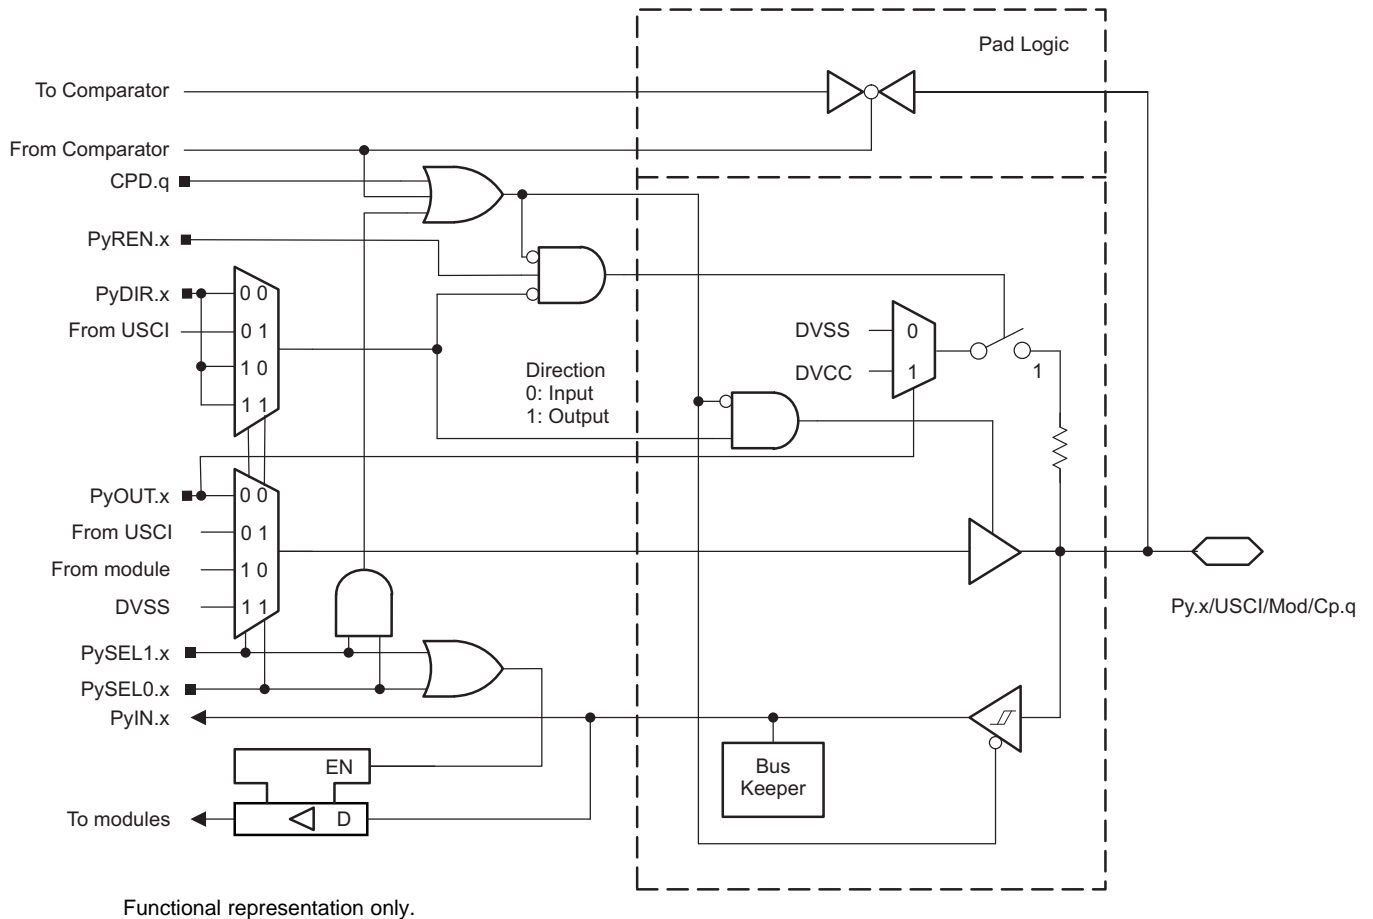 Pad Logic
To Comparator
From Comparator
CPD.q
PyREN.x
PyDIR.x
0 0
From USCI
0 1
1 0
1 1
Direction
0: Input
1: Output
DVSS
0
DVCC
1
1
PyOUT.x
0 0
From USCI
0 1
From module
1 0
DVSS
1 1
Py.x/USCI/Mod/Cp.q
PySEL1.x
PySEL0.x
PyIN.x
EN
Bus
Keeper
To modules
D
Functional representation only.